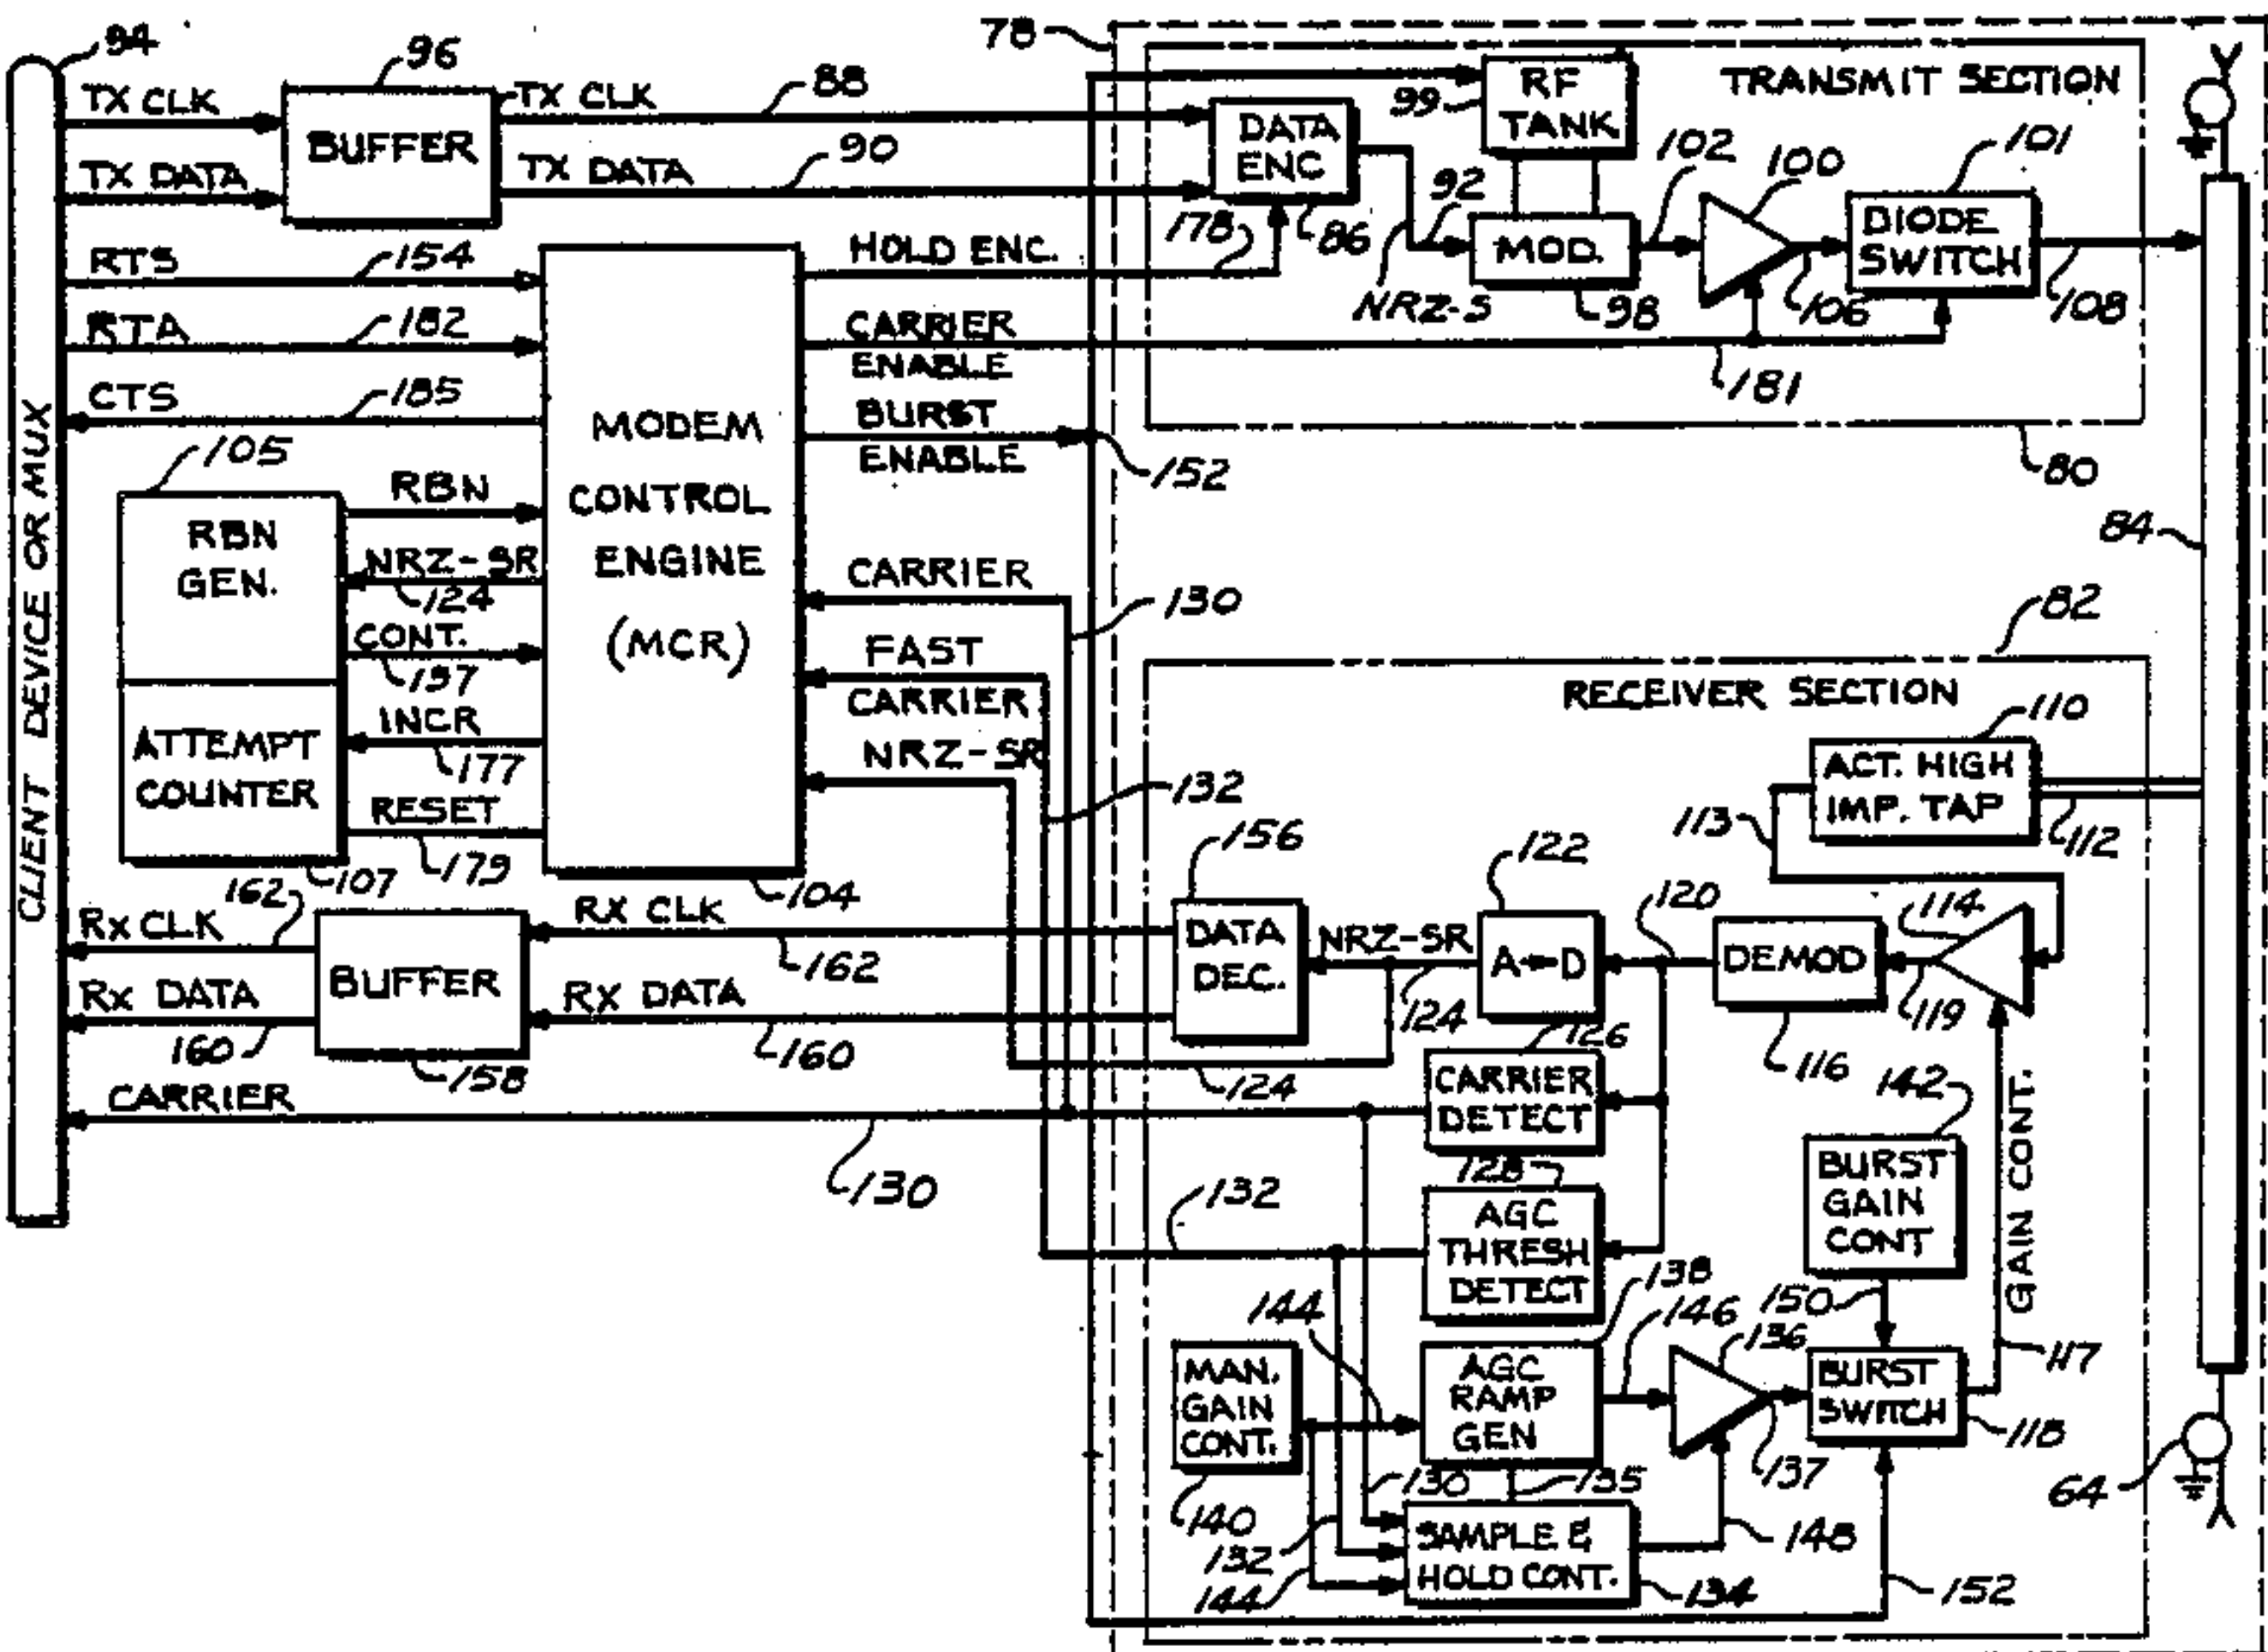 94
96
78
TX CLK
TX CLK
88
TX DATA
BUFFER
TX DATA
90
RTS
154
RTA
182
CTS
185
CLIENT DEVICE OR MUX
HOLD ENC.
178
CARRIER
ENABLE
BURST
ENABLE
152
181
MODEM
CONTROL
ENGINE
(MCR)
104
TRANSMIT SECTION
RF
TANK
99
DATA
ENC
86
92
NRZ-S
MOD.
98
102
100
106
101
DIODE
SWITCH
108
80
84
105
RBN
GEN.
RBN
NRZ-SR
124
CONT.
197
ATTEMPT
COUNTER
INCR
177
RESET
179
107
CARRIER
130
FAST
CARRIER
NRZ-SR
132
82
RECEIVER SECTION
110
ACT. HIGH
IMP. TAP
112
113
114
119
DEMOD
116
120
122
A←D
NRZ-SR
124
124
156
DATA
DEC.
RX CLK
162
RX DATA
160
162
Rx CLK
BUFFER
Rx DATA
160
158
CARRIER
130
126
CARRIER
DETECT
128
AGC
THRESH
DETECT
132
142
BURST
GAIN
CONT
150
GAIN CONT.
117
144
MAN.
GAIN
CONT.
140
138
AGC
RAMP
GEN
146
136
137
BURST
SWITCH
118
130
135
132
144
SAMPLE &
HOLD CONT.
134
148
152
64